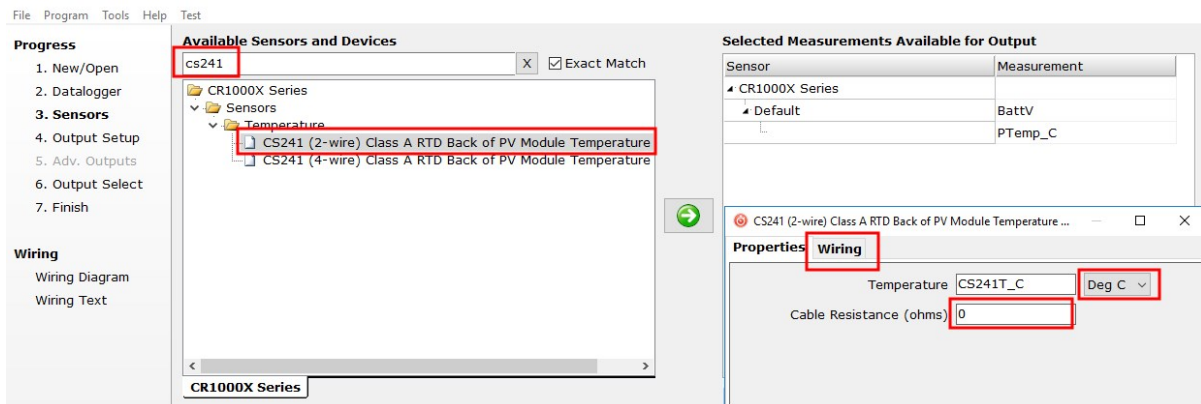 File Program Tools Help Test
Progress
1. New/Open
2. Datalogger
3. Sensors
4. Output Setup
5. Adv. Outputs
6. Output Select
7. Finish
Wiring
Wiring Diagram
Wiring Text
Available Sensors and Devices
cs241 X Exact Match
CR1000X Series
Sensors
Temperature
CS241 (2-wire) Class A RTD Back of PV Module Temperature
CS241 (4-wire) Class A RTD Back of PV Module Temperature
CR1000X Series
Selected Measurements Available for Output
Sensor Measurement
CR1000X Series
Default BattV
PTemp_C
CS241 (2-wire) Class A RTD Back of PV Module Temperature ...
Properties Wiring
Temperature CS241T_C Deg C
Cable Resistance (ohms) 0